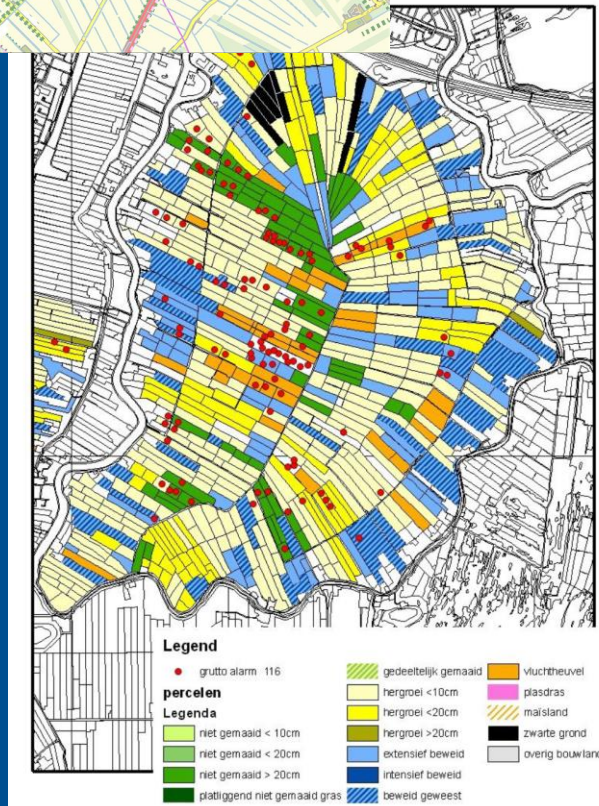 Legend
grutto alarm 116
percelen
Legenda
niet gemaaid < 10cm
niet gemaaid < 20cm
niet gemaaid > 20cm
platliggend niet gemaaid gras
gedeeltelijk gemaaid
hergroei <10cm
hergroei <20cm
hergroei >20cm
extensief beweid
intensief beweid
beweid geweest
vluchtheuvel
plasdras
maïsland
zwarte grond
overig bouwland